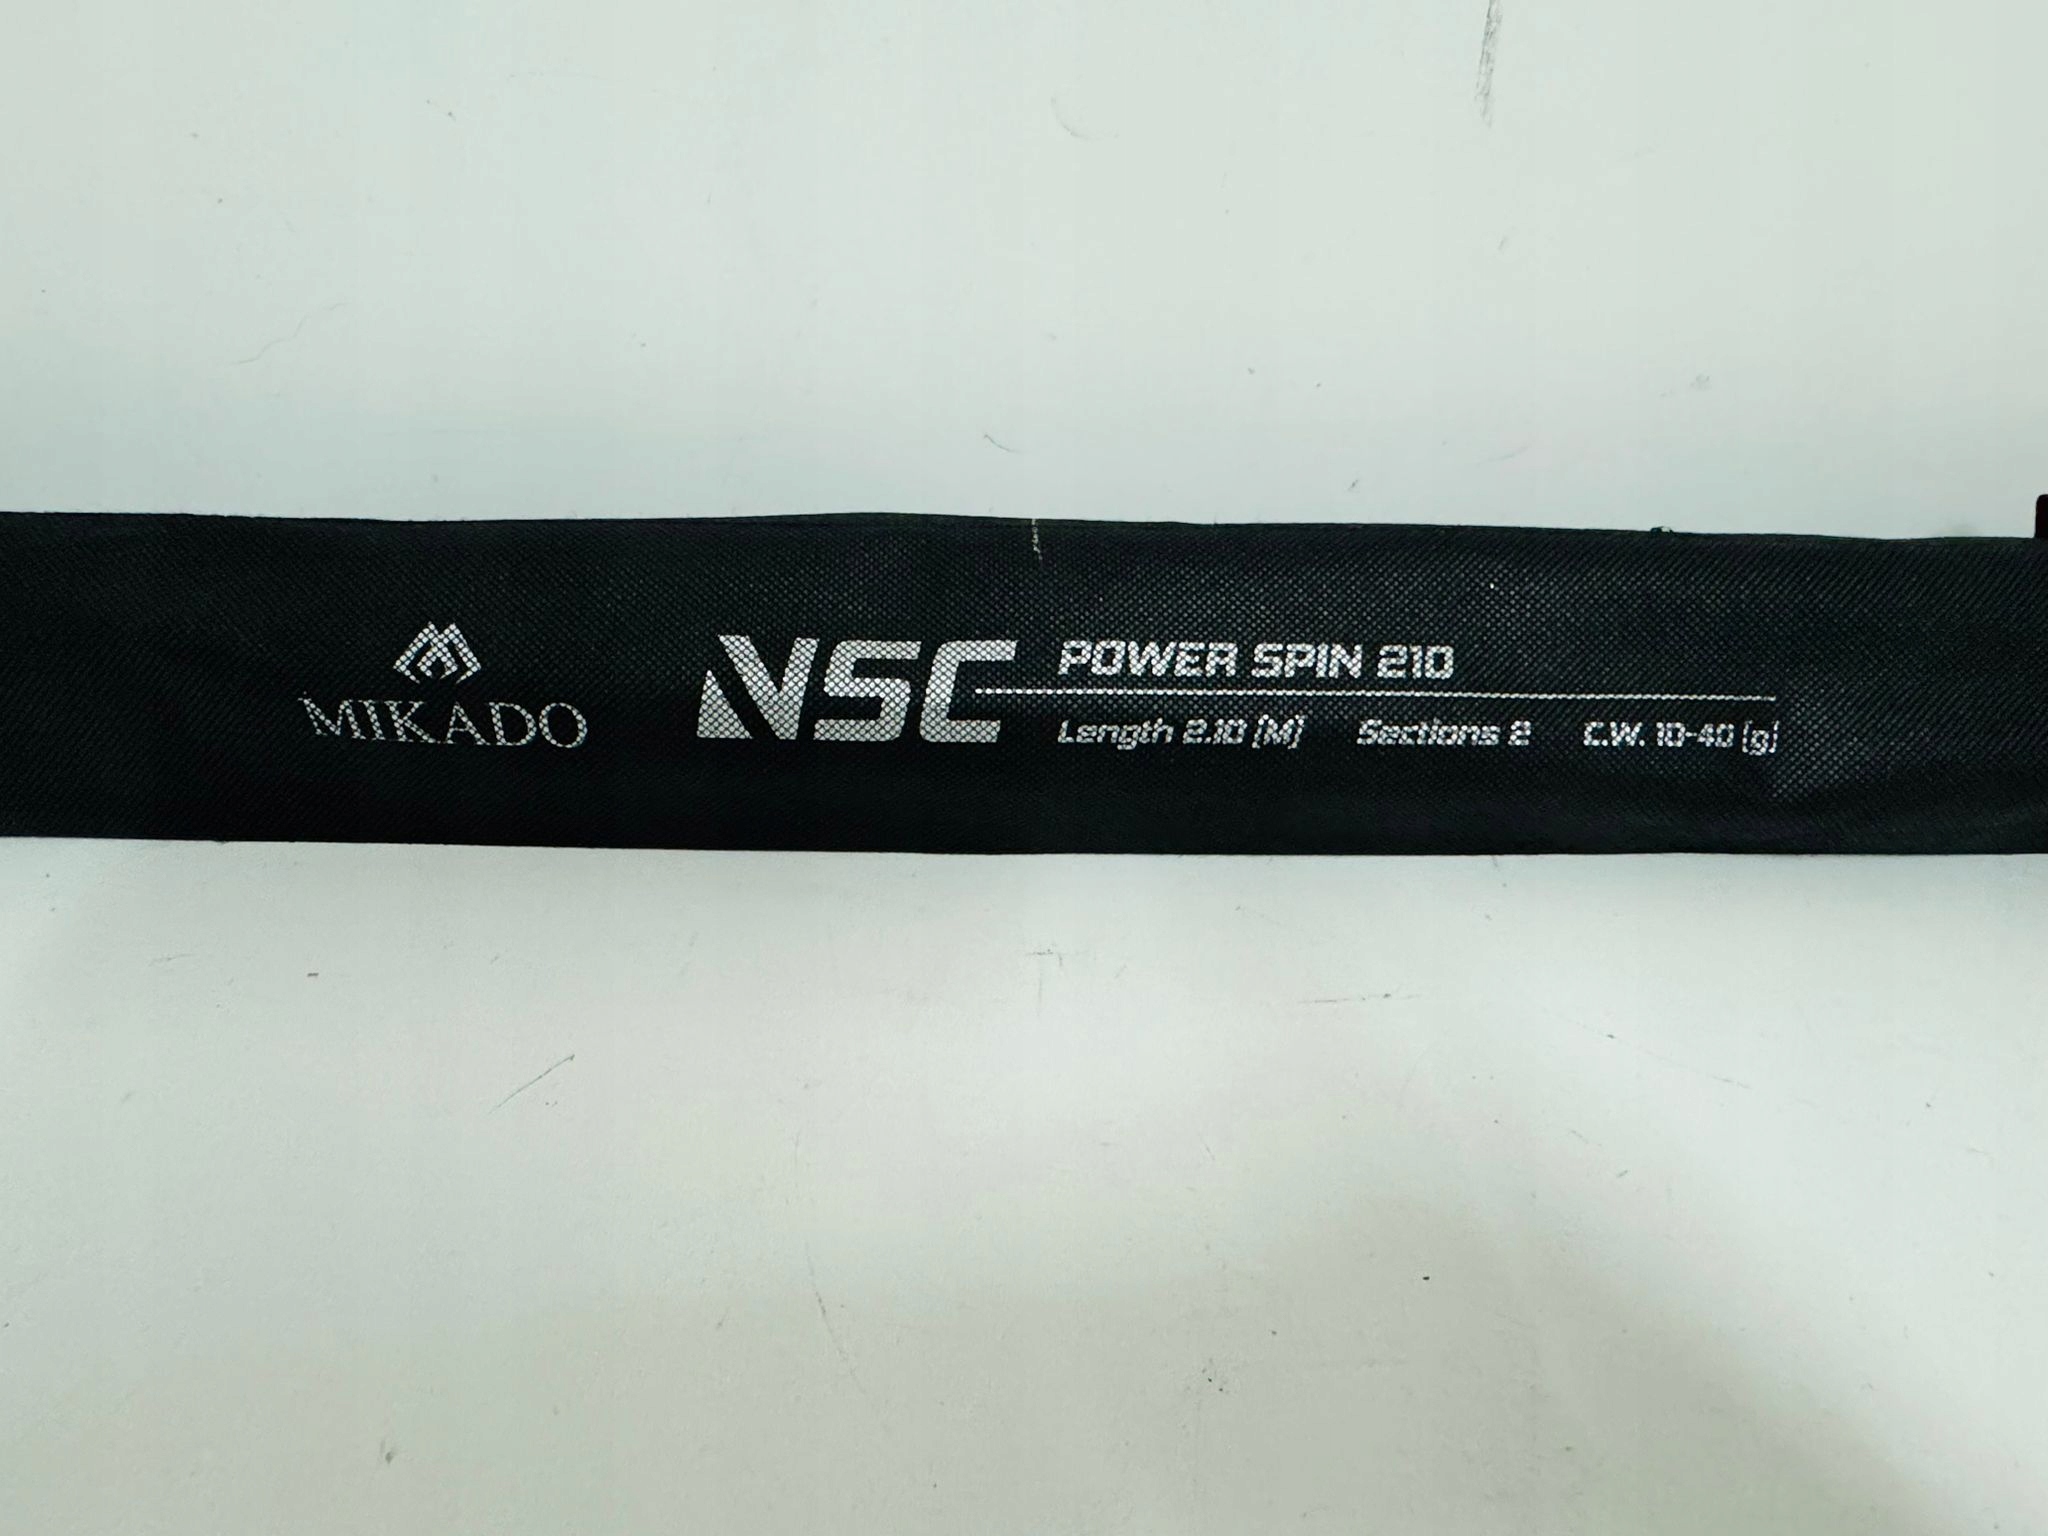 MIKADO
NSC
POWER SPIN 210
Length 2.10 [M] Sections 2 C.W. 10-40 [g]